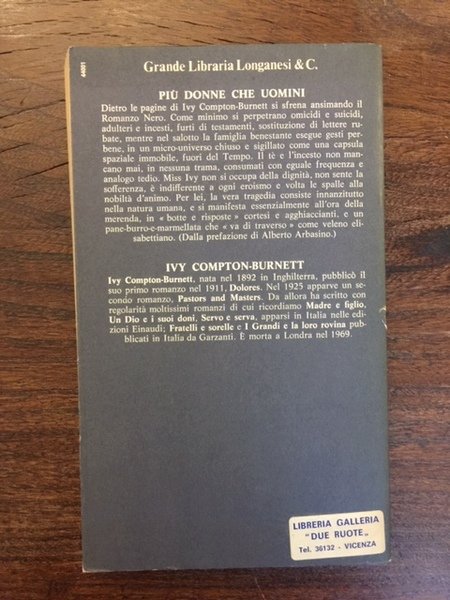 44801
Grande Libraria Longanesi & C.
PIÙ DONNE CHE UOMINI
Dietro le pagine di Ivy Compton-Burnett si sfrena ansimando il
Romanzo Nero. Come minimo si perpetrano omicidi e suicidi,
adulteri e incesti, furti di testamenti, sostituzione di lettere ru-
bate, mentre nel salotto la famiglia benestante esegue gesti per-
bene, in un micro-universo chiuso e sigillato come una capsula
spaziale immobile, fuori del Tempo. Il tè e l'incesto non man-
cano mai, in nessuna trama, consumati con eguale frequenza e
analogo tedio. Miss Ivy non si occupa della dignità, non sente la
sofferenza, è indifferente a ogni eroismo e volta le spalle alla
nobiltà d'animo. Per lei, la vera tragedia consiste innanzitutto
nella natura umana, e si manifesta essenzialmente all'ora della
merenda, in « botte e risposte » cortesi e agghiaccianti, e un
pane-burro-e-marmellata che « va di traverso » come veleno eli-
sabettiano. (Dalla prefazione di Alberto Arbasino.)
IVY COMPTON-BURNETT
Ivy Compton-Burnett, nata nel 1892 in Inghilterra, pubblicò il
suo primo romanzo nel 1911, Dolores. Nel 1925 apparve un se-
condo romanzo, Pastors and Masters. Da allora ha scritto con
regolarità moltissimi romanzi di cui ricordiamo Madre e figlio,
Un Dio e i suoi doni, Servo e serva, apparsi in Italia nelle edi-
zioni Einaudi; Fratelli e sorelle e I Grandi e la loro rovina pub-
blicati in Italia da Garzanti. È morta a Londra nel 1969.
LIBRERIA GALLERIA
"DUE RUOTE„
Tel. 36132 - VICENZA